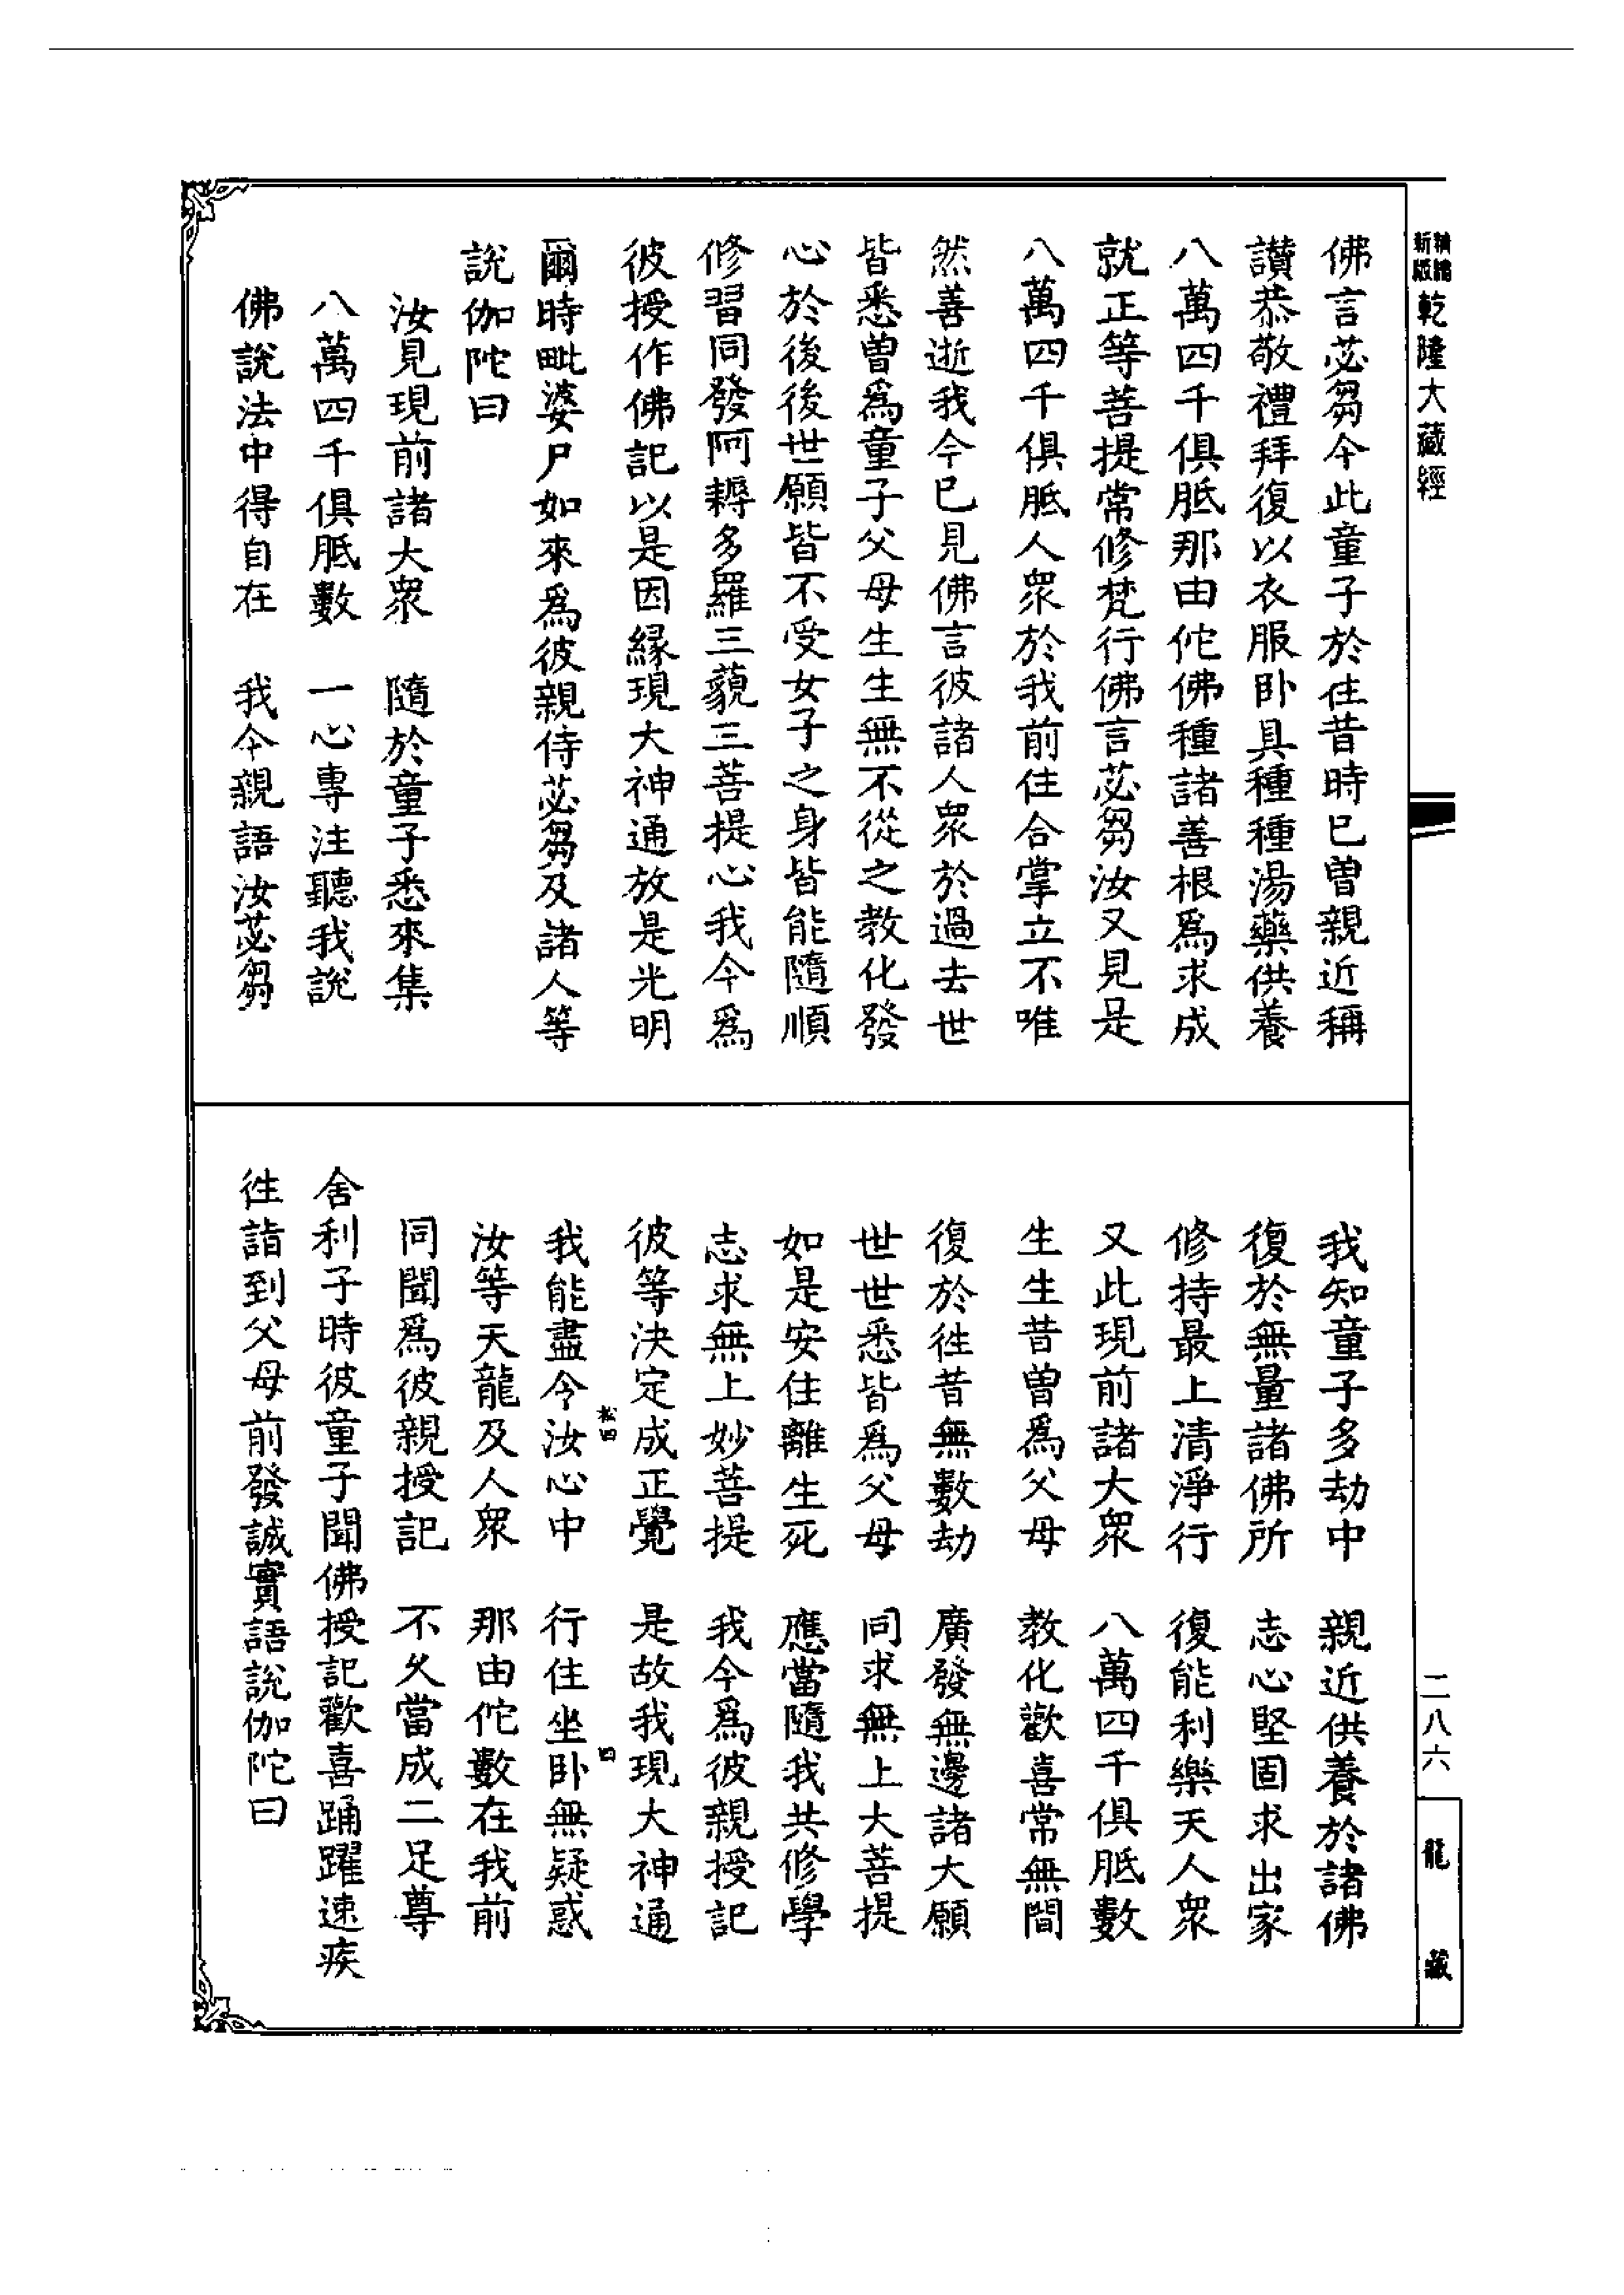 精縮
新版
乾隆大藏經
佛言苾芻今此童子於往昔時已曾親近稱
讚恭敬禮拜復以衣服卧具種種湯藥供養
八萬四千俱胝那由佗佛種諸善根爲求成
就正等菩提常修梵行佛言苾芻汝又見是
八萬四千俱胝人衆於我前住合掌立不唯
然善逝我今已見佛言彼諸人衆於過去世
皆悉曾爲童子父母生生無不從之教化發
心於後後世願皆不受女子之身皆能隨順
修習同發阿耨多羅三藐三菩提心我今爲
彼授作佛記以是因緣現大神通放是光明
爾時毗婆尸如來爲彼親侍苾芻及諸人等
說伽陀曰
汝見現前諸大衆　隨於童子悉來集
八萬四千俱胝數　一心專注聽我說
佛說法中得自在　我今親語汝苾芻
我知童子多劫中　親近供養於諸佛
復於無量諸佛所　志心堅固求出家
修持最上清淨行　復能利樂天人衆
又此現前諸大衆　八萬四千俱胝數
生生昔曾爲父母　教化歡喜常無間
復於往昔無數劫　廣發無邊諸大願
世世悉皆爲父母　同求無上大菩提
如是安住離生死　應當隨我共修學
志求無上妙菩提　我今爲彼親授記
彼等決定成正覺　是故我現大神通
松四　四
我能盡今汝心中　行住坐卧無疑惑
汝等天龍及人衆　那由佗數在我前
同聞爲彼親授記　不久當成二足尊
舍利子時彼童子聞佛授記歡喜踊躍速疾
往詣到父母前發誠實語說伽陀曰
二八六
龍藏